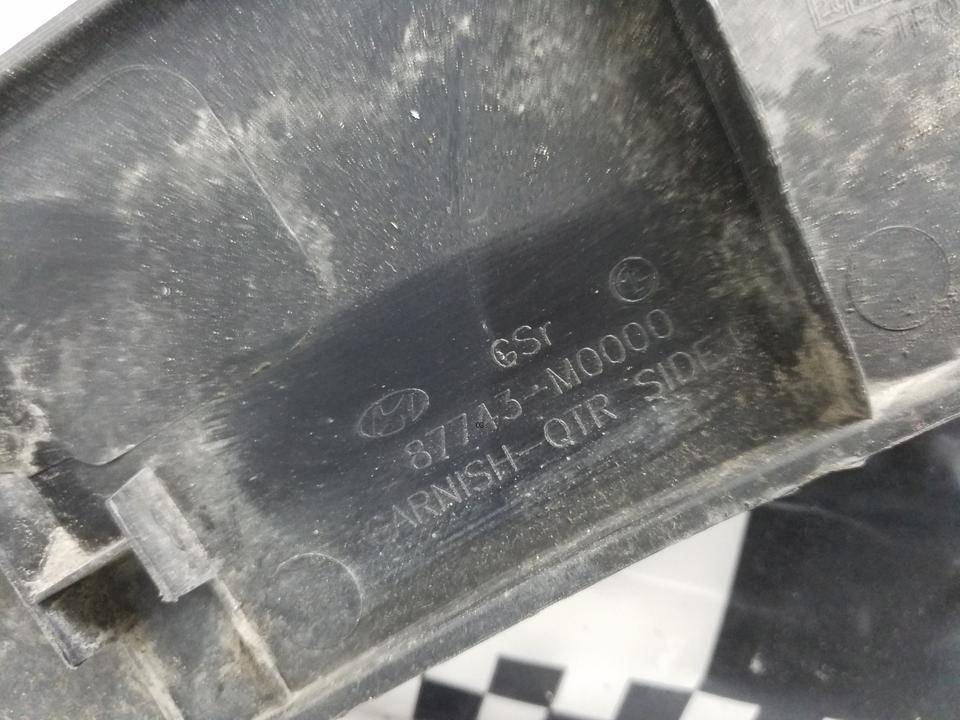 GSr
87743-M0000
GARNISH-QTR SIDE